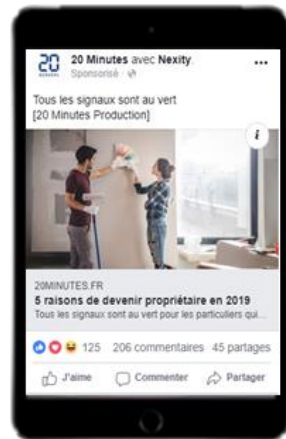 20
MINUTES
20 Minutes avec Nexity.
Sponsorisé ·
Tous les signaux sont au vert
[20 Minutes Production]
i
20MINUTES.FR
5 raisons de devenir propriétaire en 2019
Tous les signaux sont au vert pour les particuliers qui...
125 206 commentaires 45 partages
J'aime Commenter Partager